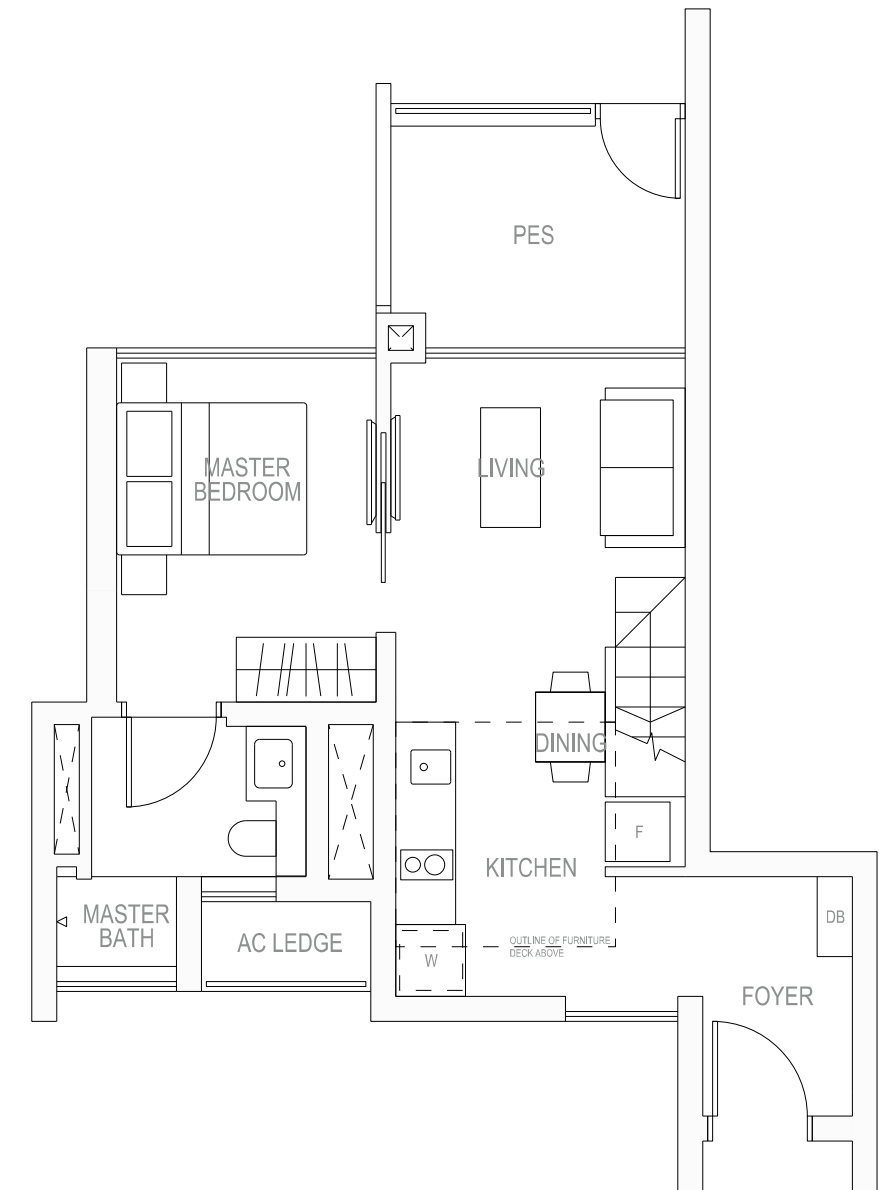 PES
MASTER
BEDROOM
LIVING
DINING
F
KITCHEN
MASTER
BATH
AC LEDGE
W
OUTLINE OF FURNITURE
DECK ABOVE
DB
FOYER